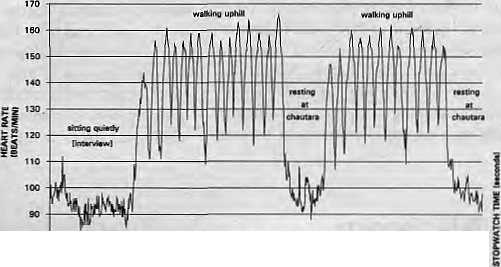 170
160
150
140
130
120
110
100
90
HEART RATE
(BEATS/MIN)
walking uphill
walking uphill
sitting quietly
[interview]
resting
at
chautara
resting
at
chautara
STOPWATCH TIME (seconds)